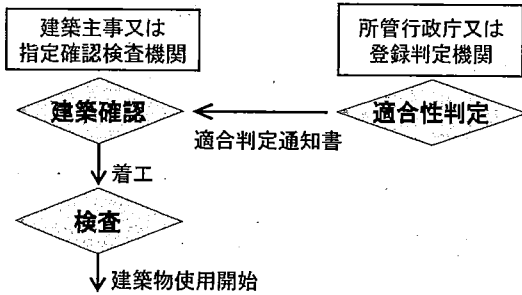 建築主事又は
指定確認検査機関
所管行政庁又は
登録判定機関
建築確認
適合性判定
適合判定通知書
着工
検査
建築物使用開始